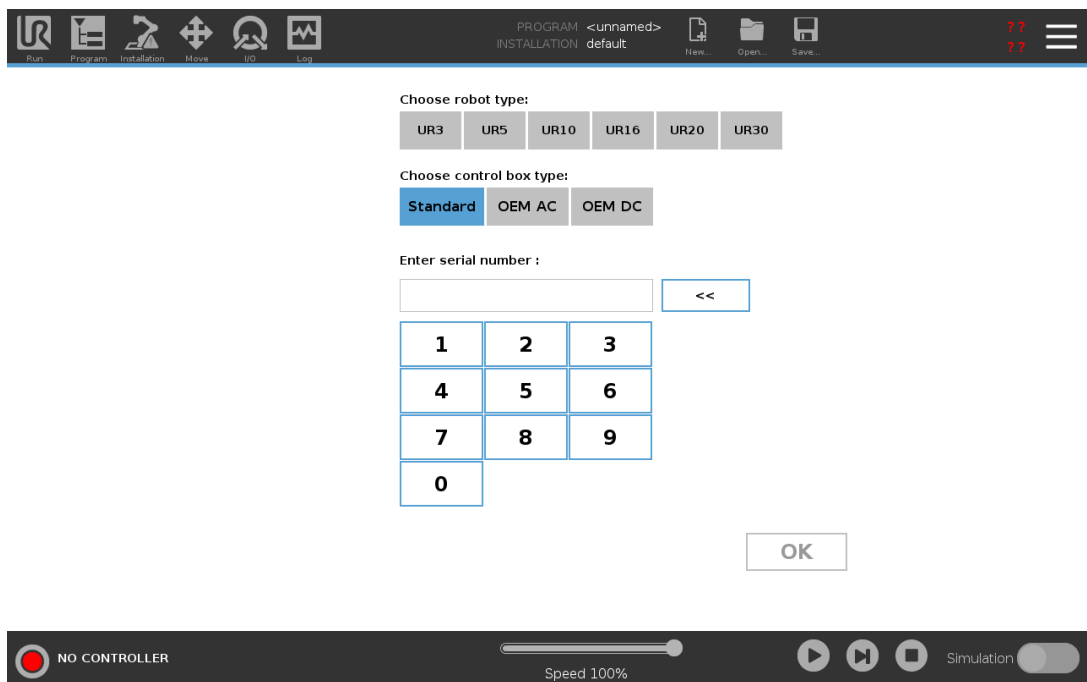 PROGRAM <unnamed>
INSTALLATION default
? ?
? ?
Run Program Installation Move I/O Log New... Open... Save...
Choose robot type:
UR3 UR5 UR10 UR16 UR20 UR30
Choose control box type:
Standard OEM AC OEM DC
Enter serial number :
<<
1 2 3
4 5 6
7 8 9
0
OK
NO CONTROLLER
Speed 100%
Simulation